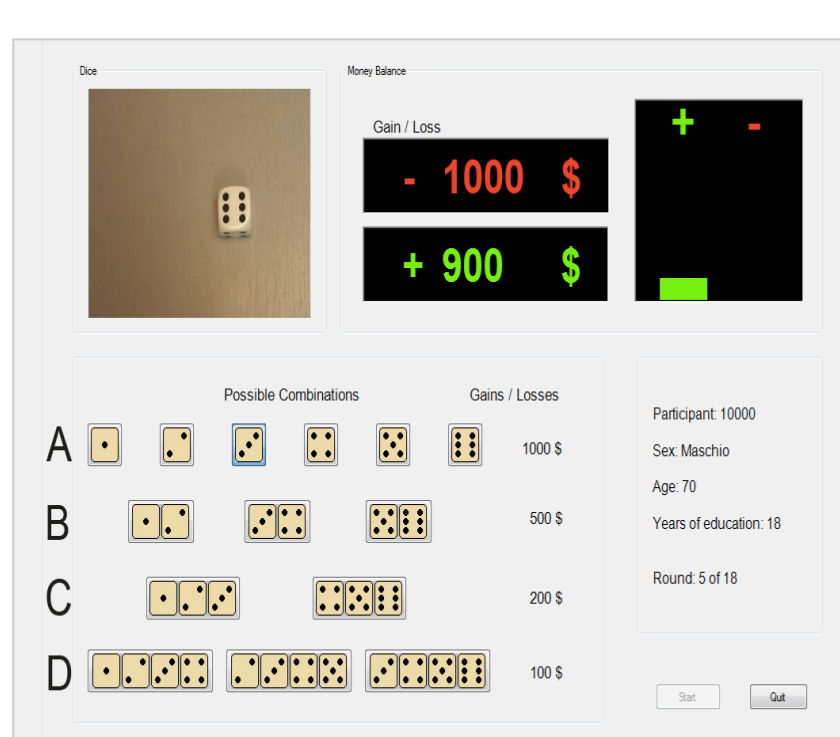 Dice
Money Balance
Gain / Loss
- 1000 $
+ 900 $
+ -
Possible Combinations Gains / Losses
A 1000 $
B 500 $
C 200 $
D 100 $
Participant: 10000
Sex: Maschio
Age: 70
Years of education: 18
Round: 5 of 18
Start Quit